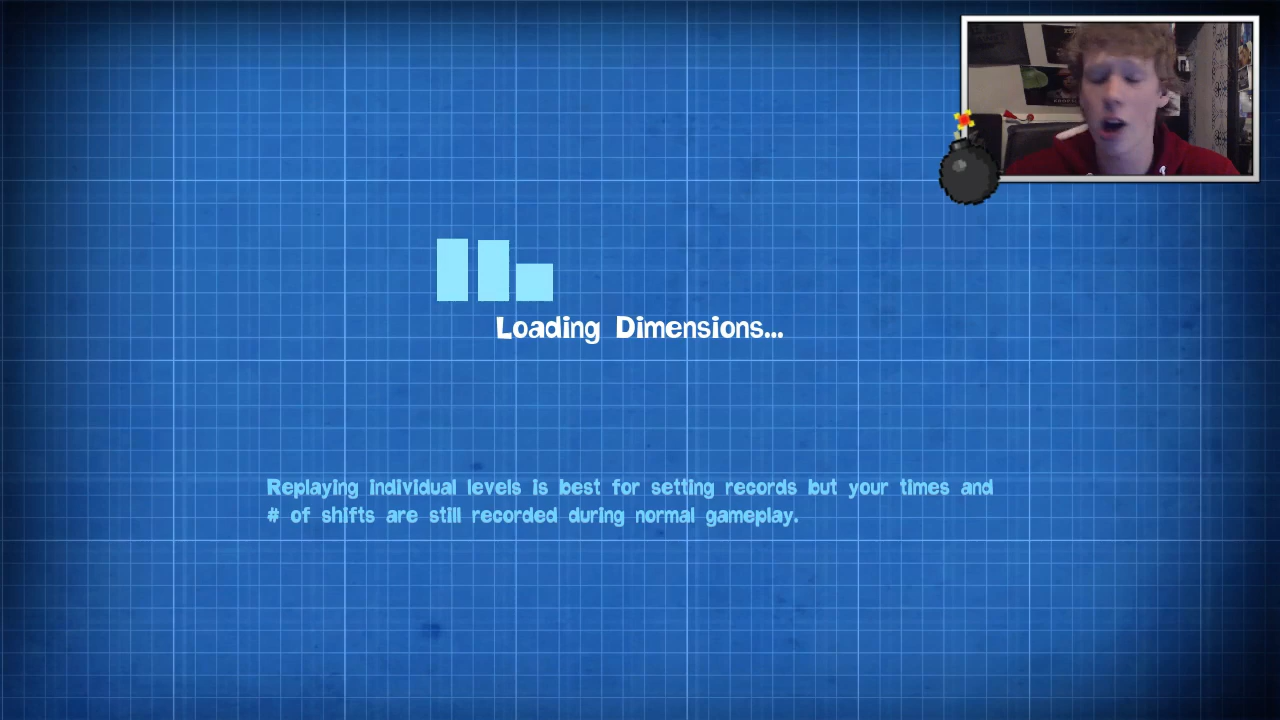 Loading Dimensions...
Replaying individual levels is best for setting records but your times and
# of shifts are still recorded during normal gameplay.